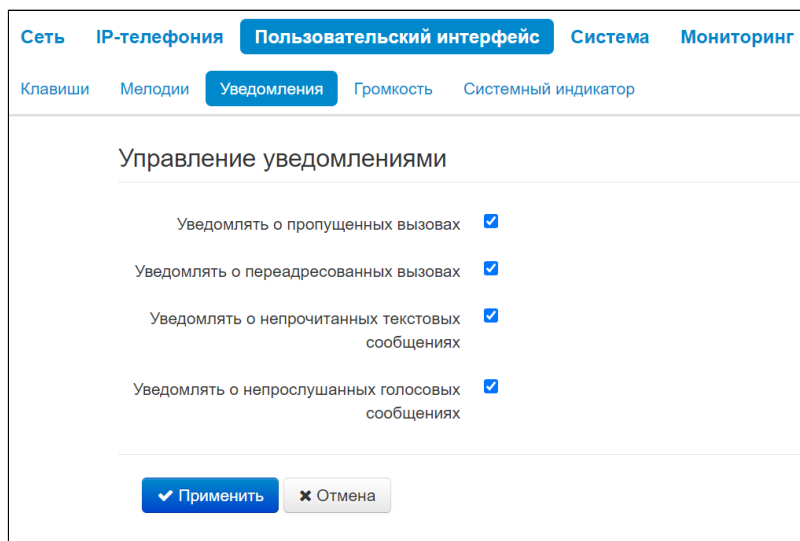 Сеть IP-телефония Пользовательский интерфейс Система Мониторинг
Клавиши Мелодии Уведомления Громкость Системный индикатор
Управление уведомлениями
Уведомлять о пропущенных вызовах
Уведомлять о переадресованных вызовах
Уведомлять о непрочитанных текстовых
сообщениях
Уведомлять о непрослушанных голосовых
сообщениях
Применить Отмена